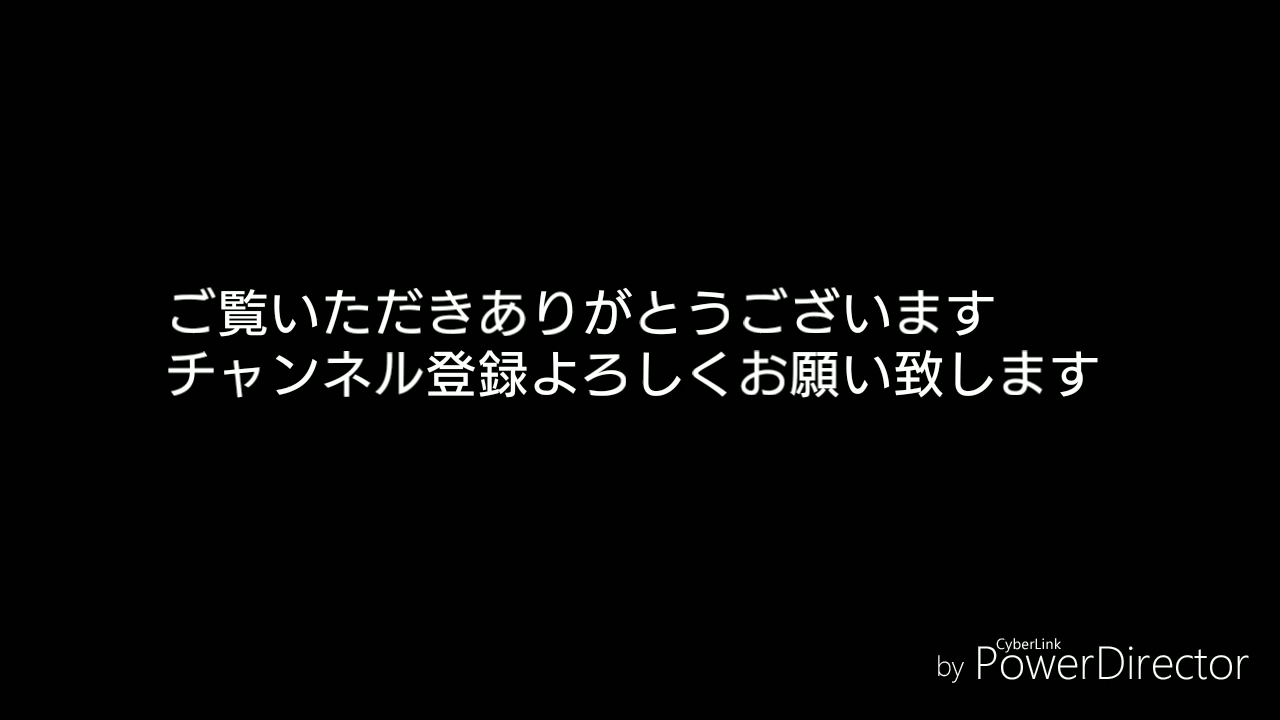 ご覧いただきありがとうございます
チャンネル登録よろしくお願い致します
CyberLink
by PowerDirector